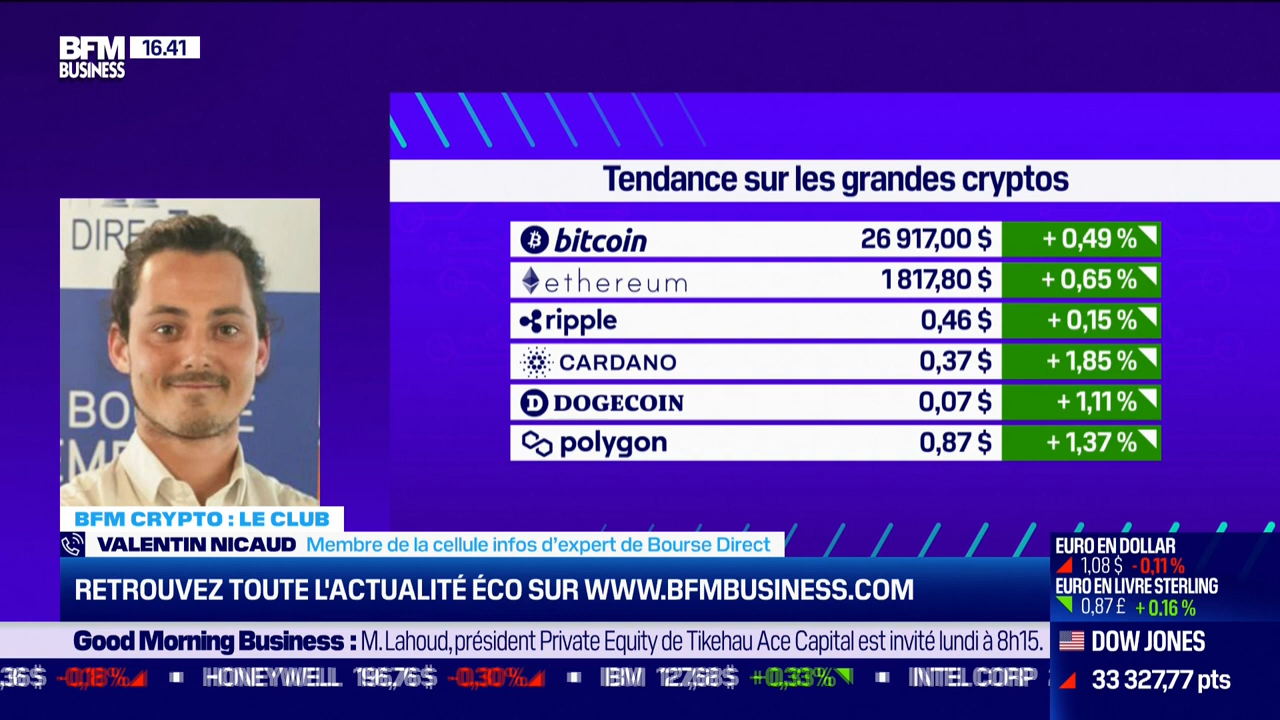 BFM 16.41
BUSINESS
Tendance sur les grandes cryptos
bitcoin 26 917,00 $ + 0,49 %
ethereum 1 817,80 $ + 0,65 %
ripple 0,46 $ + 0,15 %
CARDANO 0,37 $ + 1,85 %
DOGECOIN 0,07 $ + 1,11 %
polygon 0,87 $ + 1,37 %
DIRE
BO E
EME
BFM CRYPTO : LE CLUB
VALENTIN NICAUD Membre de la cellule infos d'expert de Bourse Direct
RETROUVEZ TOUTE L'ACTUALITÉ ÉCO SUR WWW.BFMBUSINESS.COM
EURO EN DOLLAR
1,08 $ -0,11 %
EURO EN LIVRE STERLING
0,87 £ + 0.16 %
Good Morning Business : M. Lahoud, président Private Equity de Tikehau Ace Capital est invité lundi à 8h15.
DOW JONES
33 327,77 pts
,36$ -0,18% HONEYWELL 196,76$ -0,30% IBM 127,68$ +0,33% INTEL CORP